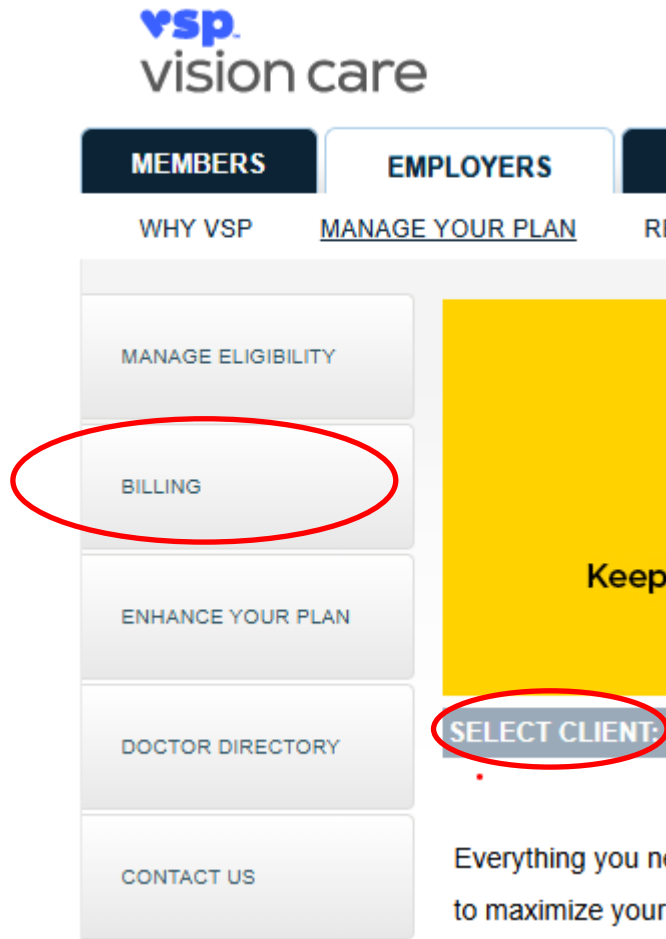 vsp
vision care
MEMBERS
EMPLOYERS
WHY VSP
MANAGE YOUR PLAN
MANAGE ELIGIBILITY
BILLING
ENHANCE YOUR PLAN
DOCTOR DIRECTORY
CONTACT US
Keep
SELECT CLIENT:
Everything you
to maximize your